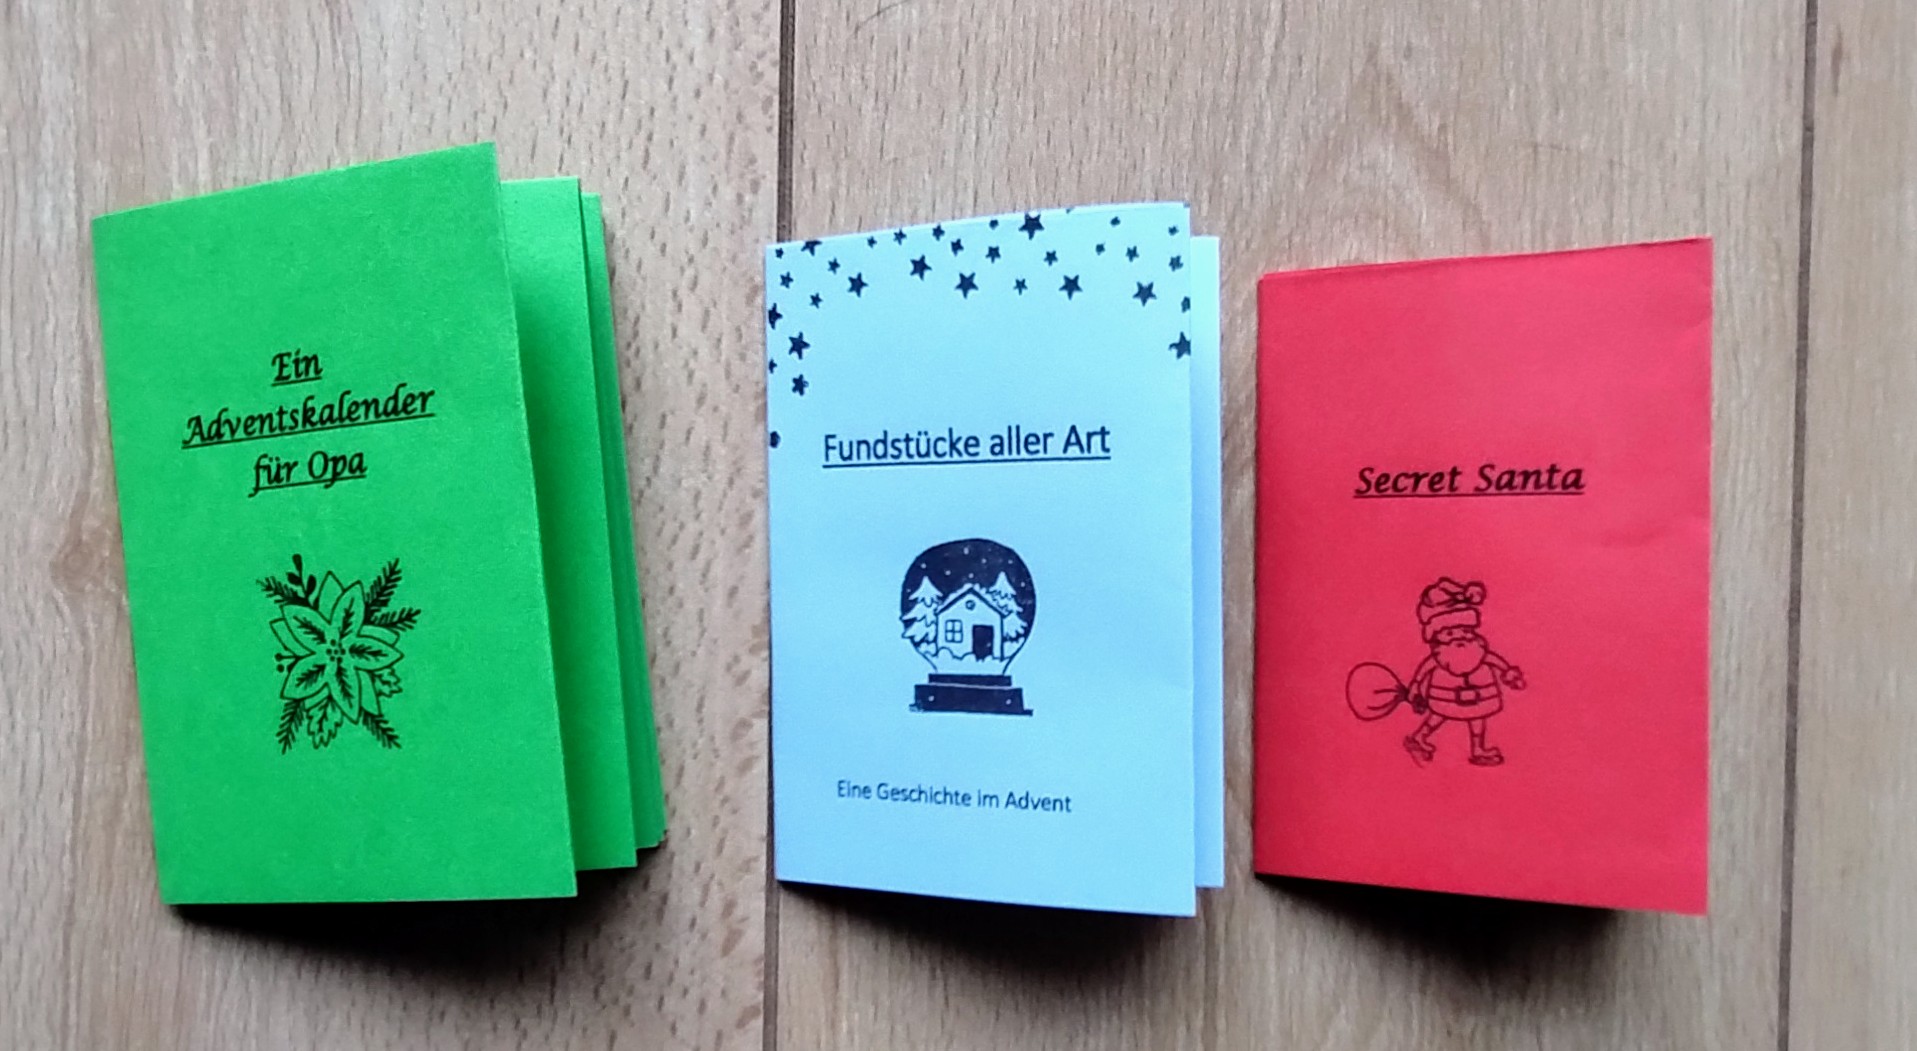 Ein
Adventskalender
für Opa
Fundstücke aller Art
Eine Geschichte im Advent
Secret Santa